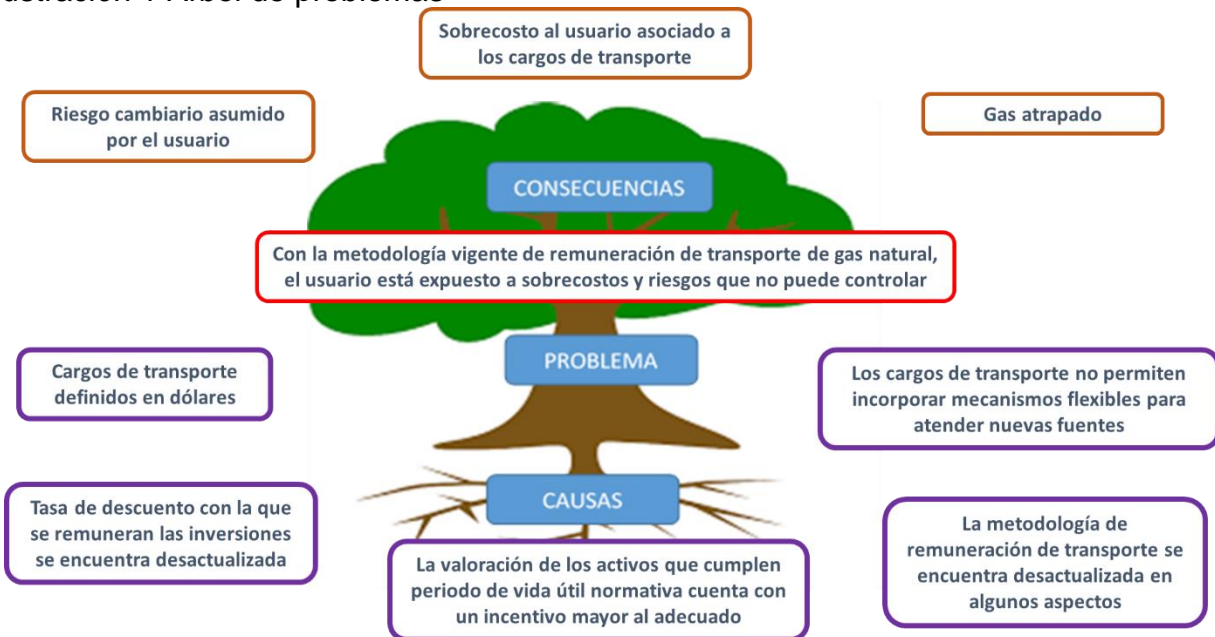 Árbol de problemas
Sobrecosto al usuario asociado a
los cargos de transporte
Riesgo cambiario asumido
por el usuario
Gas atrapado
CONSECUENCIAS
Con la metodología vigente de remuneración de transporte de gas natural,
el usuario está expuesto a sobrecostos y riesgos que no puede controlar
PROBLEMA
Cargos de transporte
definidos en dólares
Los cargos de transporte no permiten
incorporar mecanismos flexibles para
atender nuevas fuentes
CAUSAS
Tasa de descuento con la que
se remuneran las inversiones
se encuentra desactualizada
La valoración de los activos que cumplen
periodo de vida útil normativa cuenta con
un incentivo mayor al adecuado
La metodología de
remuneración de transporte se
encuentra desactualizada en
algunos aspectos